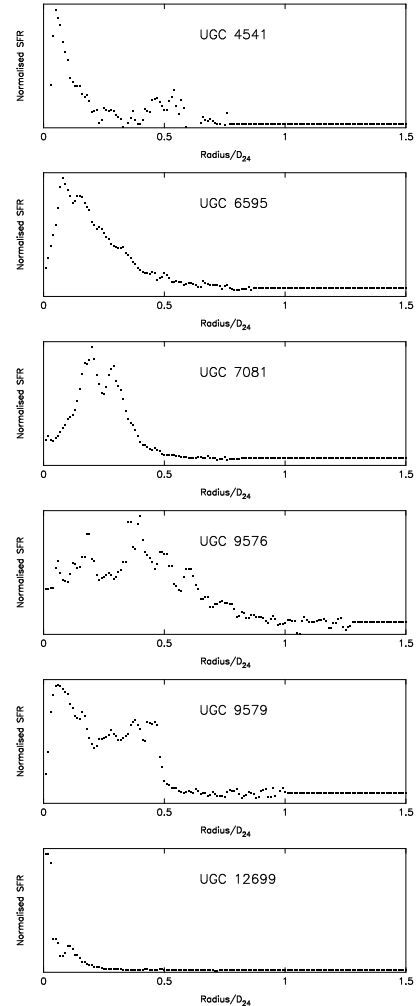 UGC 4541
Normalised SFR
0 0.5 1 1.5
Radius/D24
UGC 6595
Normalised SFR
0 0.5 1 1.5
Radius/D24
UGC 7081
Normalised SFR
0 0.5 1 1.5
Radius/D24
UGC 9576
Normalised SFR
0 0.5 1 1.5
Radius/D24
UGC 9579
Normalised SFR
0 0.5 1 1.5
Radius/D24
UGC 12699
Normalised SFR
0 0.5 1 1.5
Radius/D24